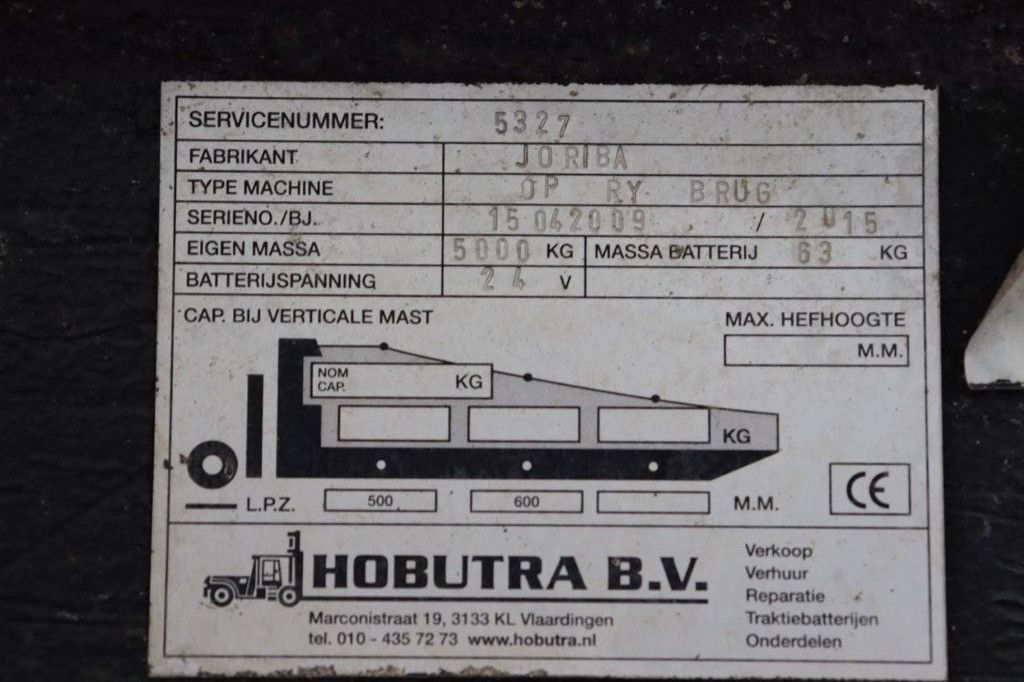 SERVICENUMMER: 5327
FABRIKANT JORIBA
TYPE MACHINE OP RY BRUG
SERIENO./BJ. 15042009 / 2015
EIGEN MASSA 5000 KG MASSA BATTERIJ 63 KG
BATTERIJSPANNING 24 V
CAP. BIJ VERTICALE MAST
MAX. HEFHOOGTE
M.M.
NOM CAP. KG
KG
L.P.Z. 500 600 M.M.
CE
HOBUTRA B.V.
Marconistraat 19, 3133 KL Vlaardingen
tel. 010 - 435 72 73 www.hobutra.nl
Verkoop
Verhuur
Reparatie
Traktiebatterijen
Onderdelen